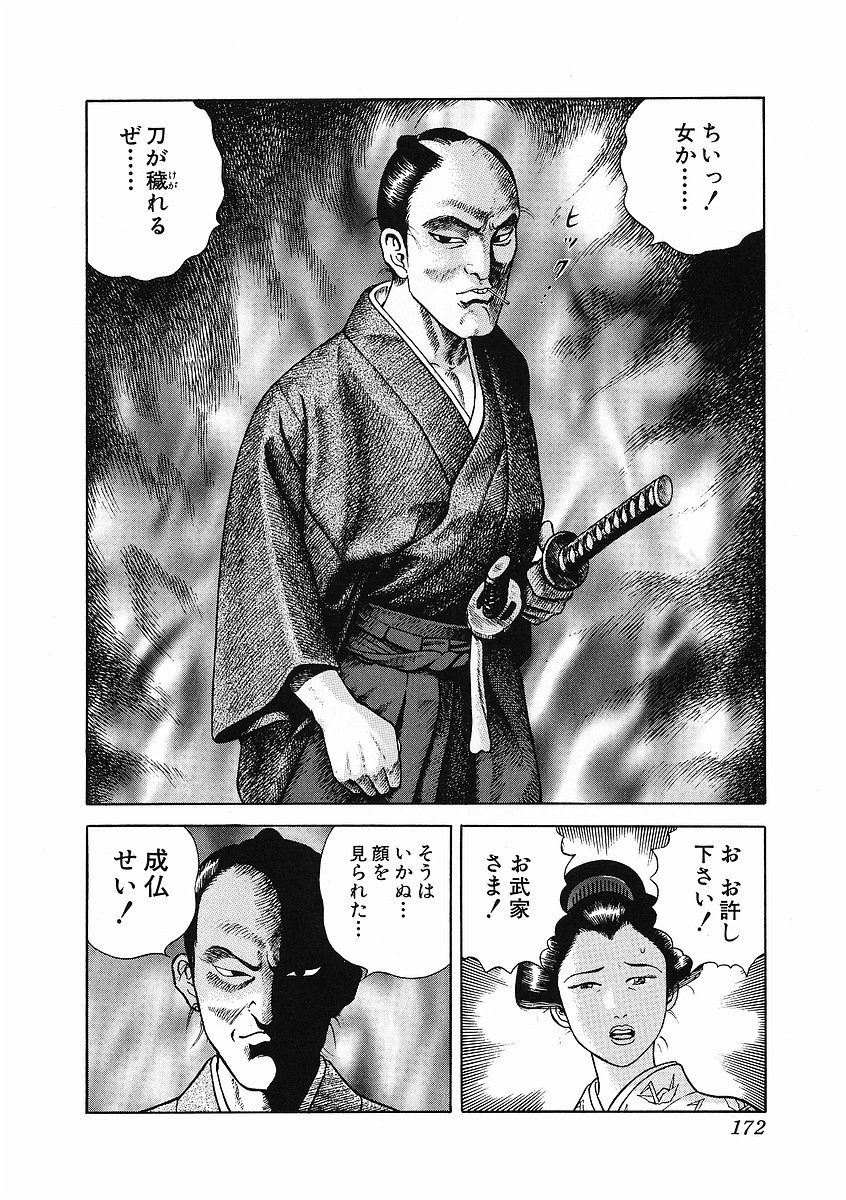 ちいっ！
女か……
ヒック…
刀が穢れる
けが
ぜ……
お お許し
下さい！
お武家
さま！
そうは
いかぬ…
顔を
見られた…
成仏
せい！
172